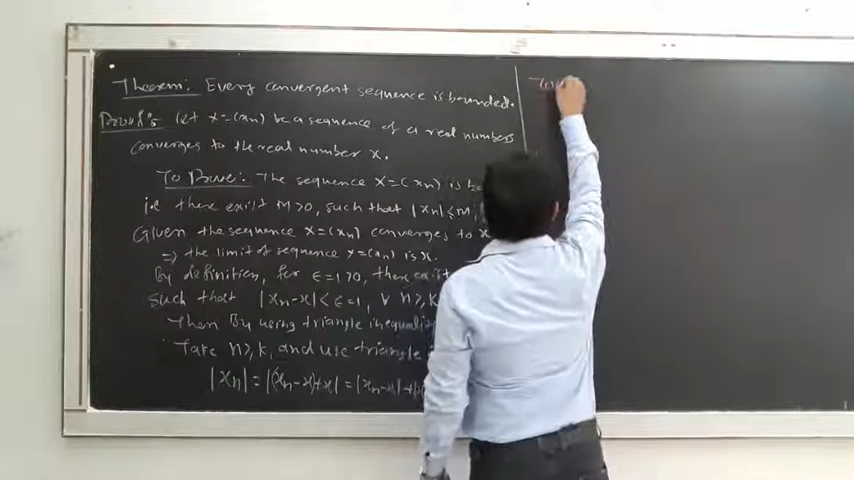 Theorem: Every convergent sequence is bounded.
Proof: let x=(xn) be a sequence of a real numbers
converges to the real number x.
To Prove: The sequence X=(xn) is
i.e there exist M>0, such that |xn|≤M,
Given the sequence x=(xn) converges to x
⇒ the limit of sequence x=(xn) is x.
By definition, for ε=1>0, there exist
such that |xn-x|<ε=1, ∀ n≥k
Then By using triangle inequality
Take n≥k, and use triangle
|xn|=|(xn-x)+x|=|xn-x|+